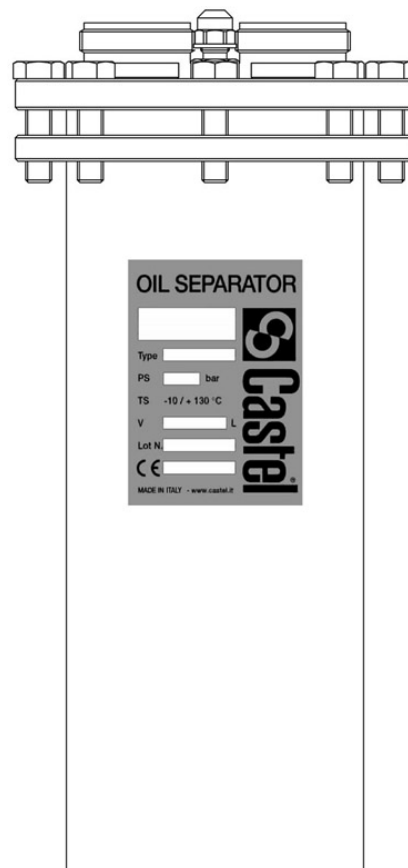 OIL SEPARATOR
Type
PS bar
TS -10 / + 130 °C
V L
Lot N.
CE
MADE IN ITALY - www.castel.it
Castel®